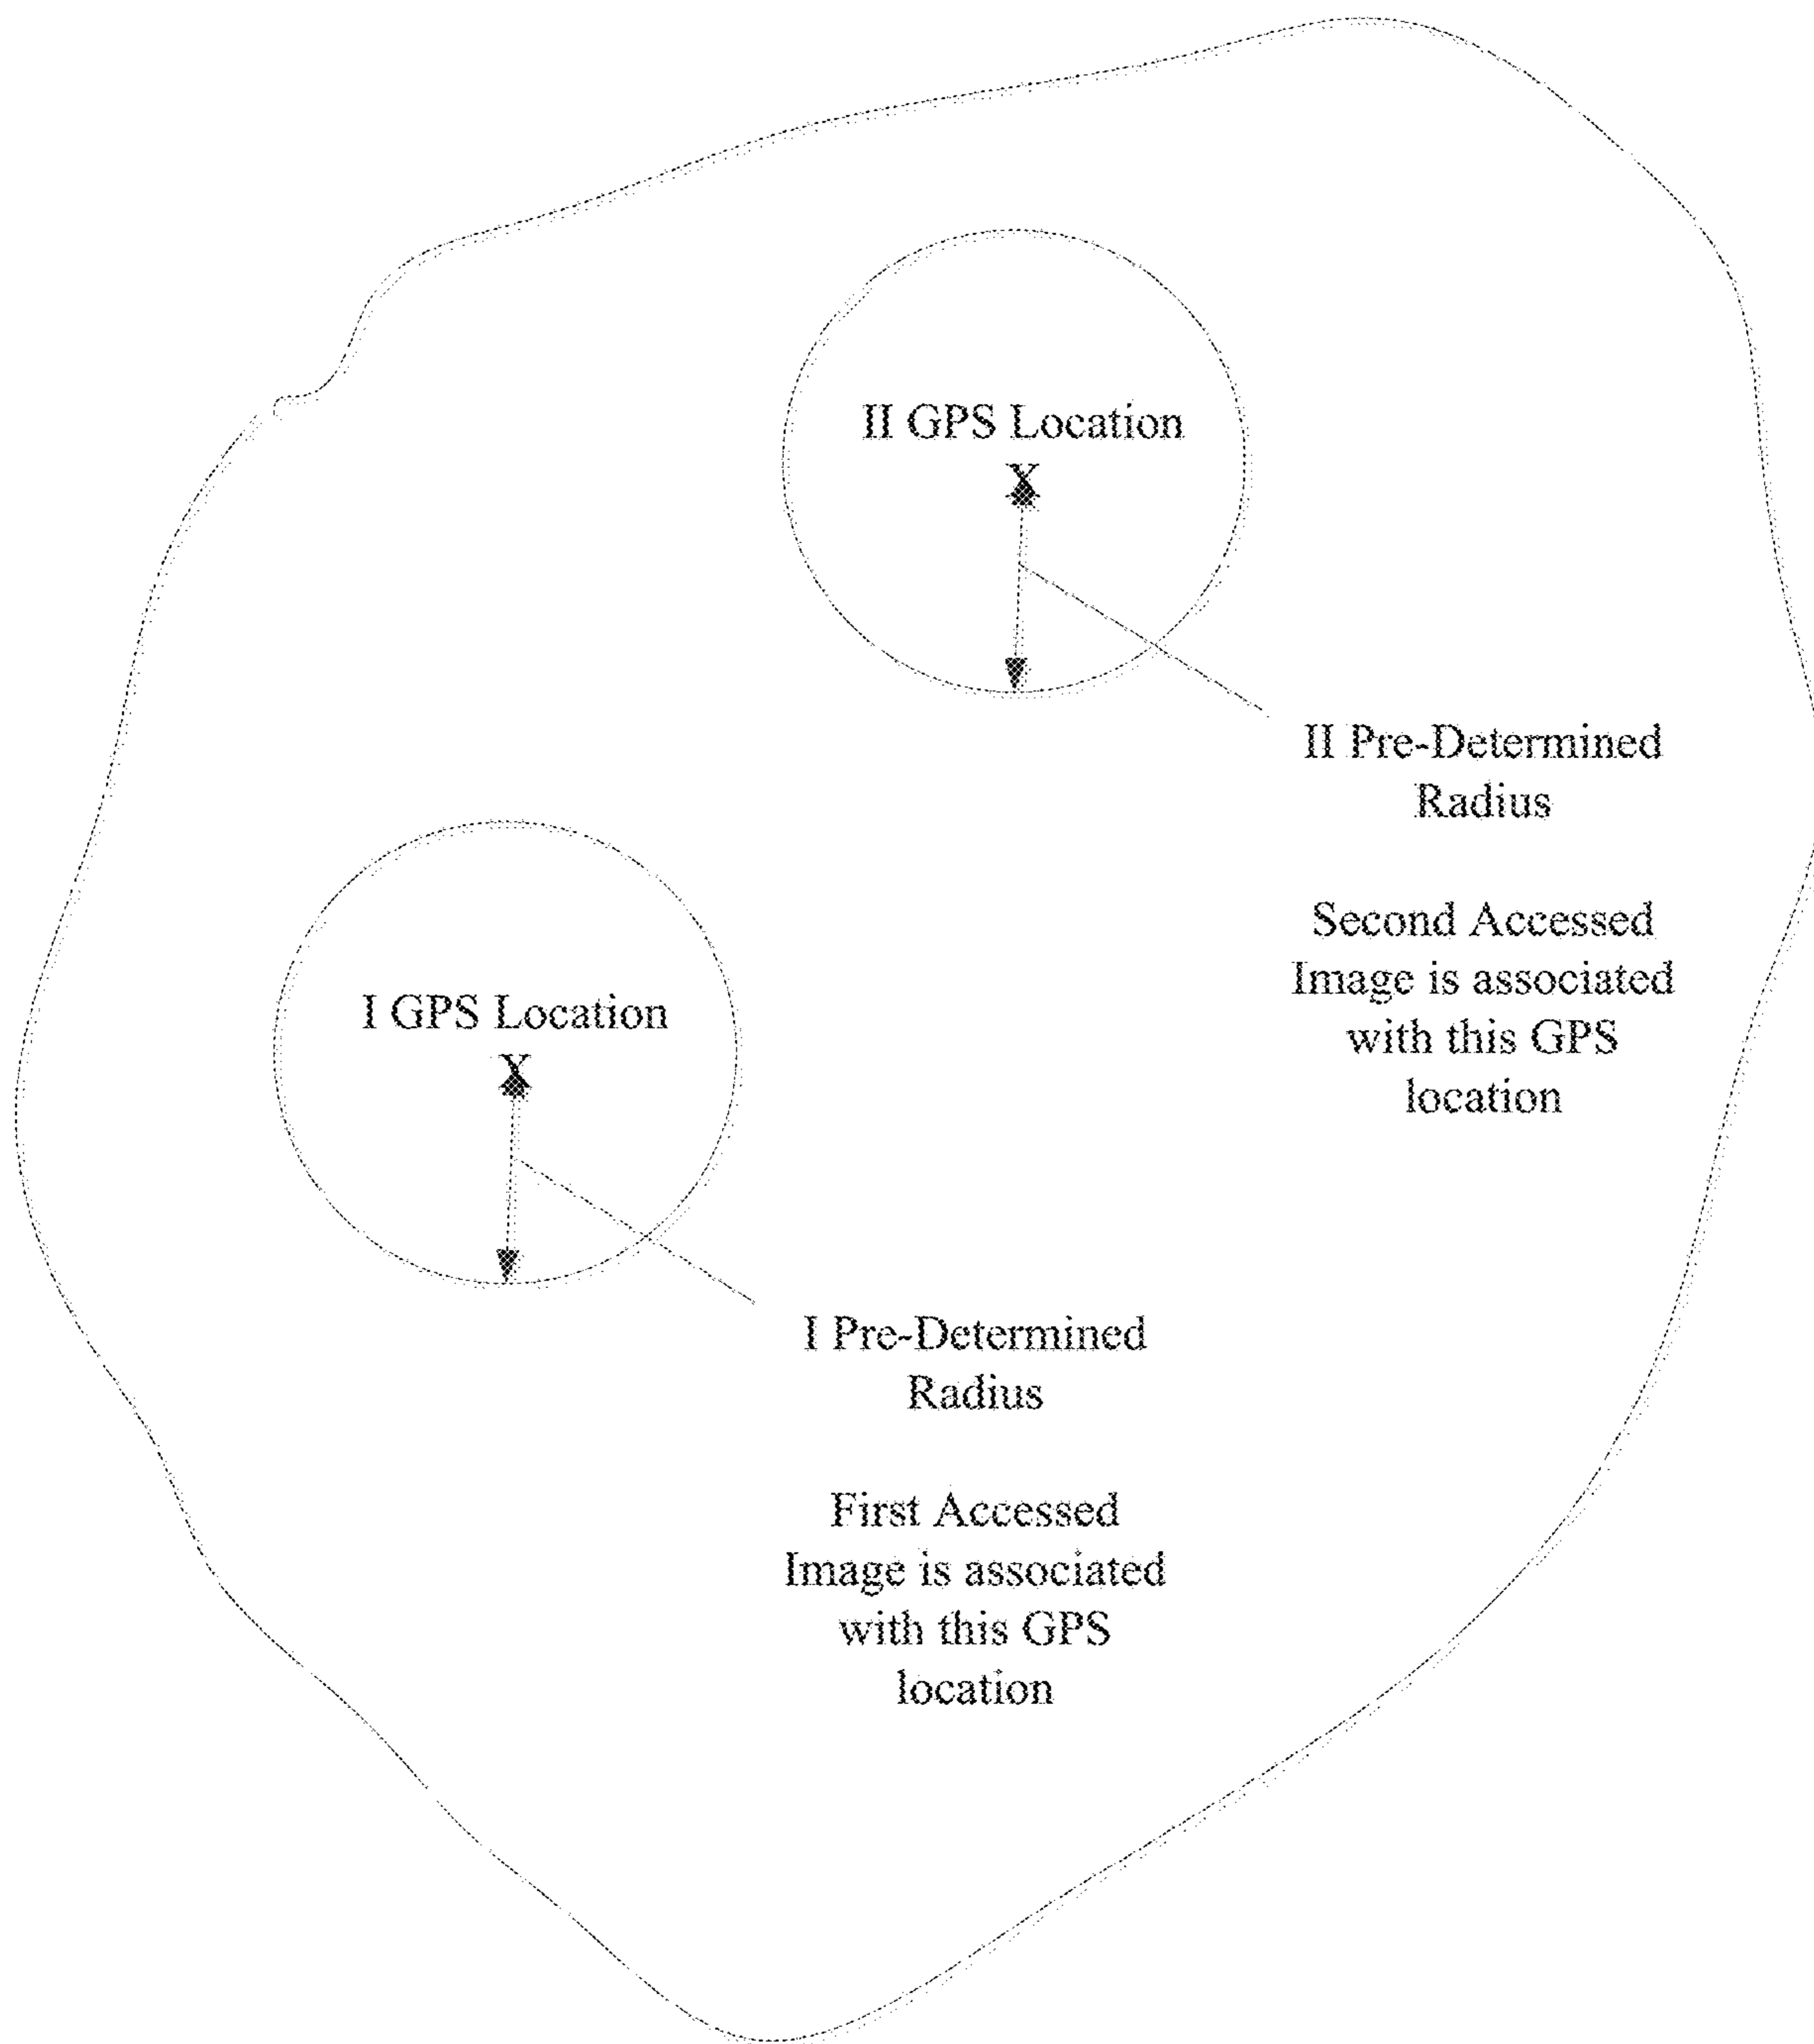 II GPS Location
X
II Pre-Determined
Radius
Second Accessed
Image is associated
with this GPS
location
I GPS Location
X
I Pre-Determined
Radius
First Accessed
Image is associated
with this GPS
location